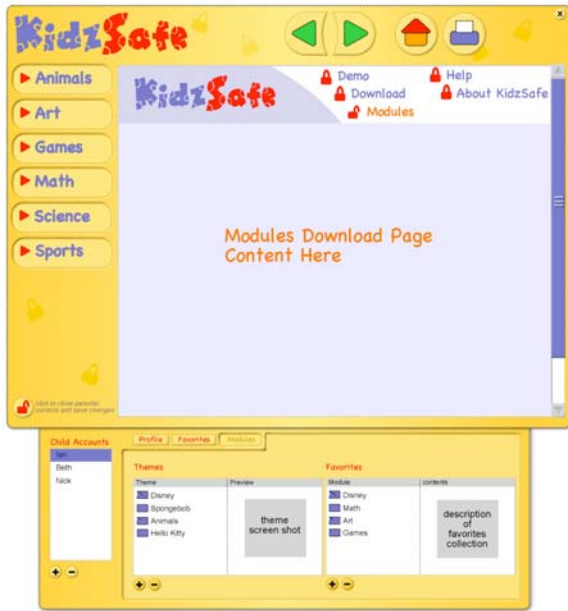 KidzSafe
x
Animals
Art
Games
Math
Science
Sports
KidzSafe
Demo
Help
Download
About KidzSafe
Modules
Modules Download Page
Content Here
click to close parental
controls and save changes
Child Accounts
Ian
Beth
Nick
Profile
Favorites
Modules
Themes
Theme
Preview
Disney
Spongebob
Animals
Hello Kitty
theme
screen shot
Favorites
Module
contents
Disney
Math
Art
Games
description
of
favorites
collection